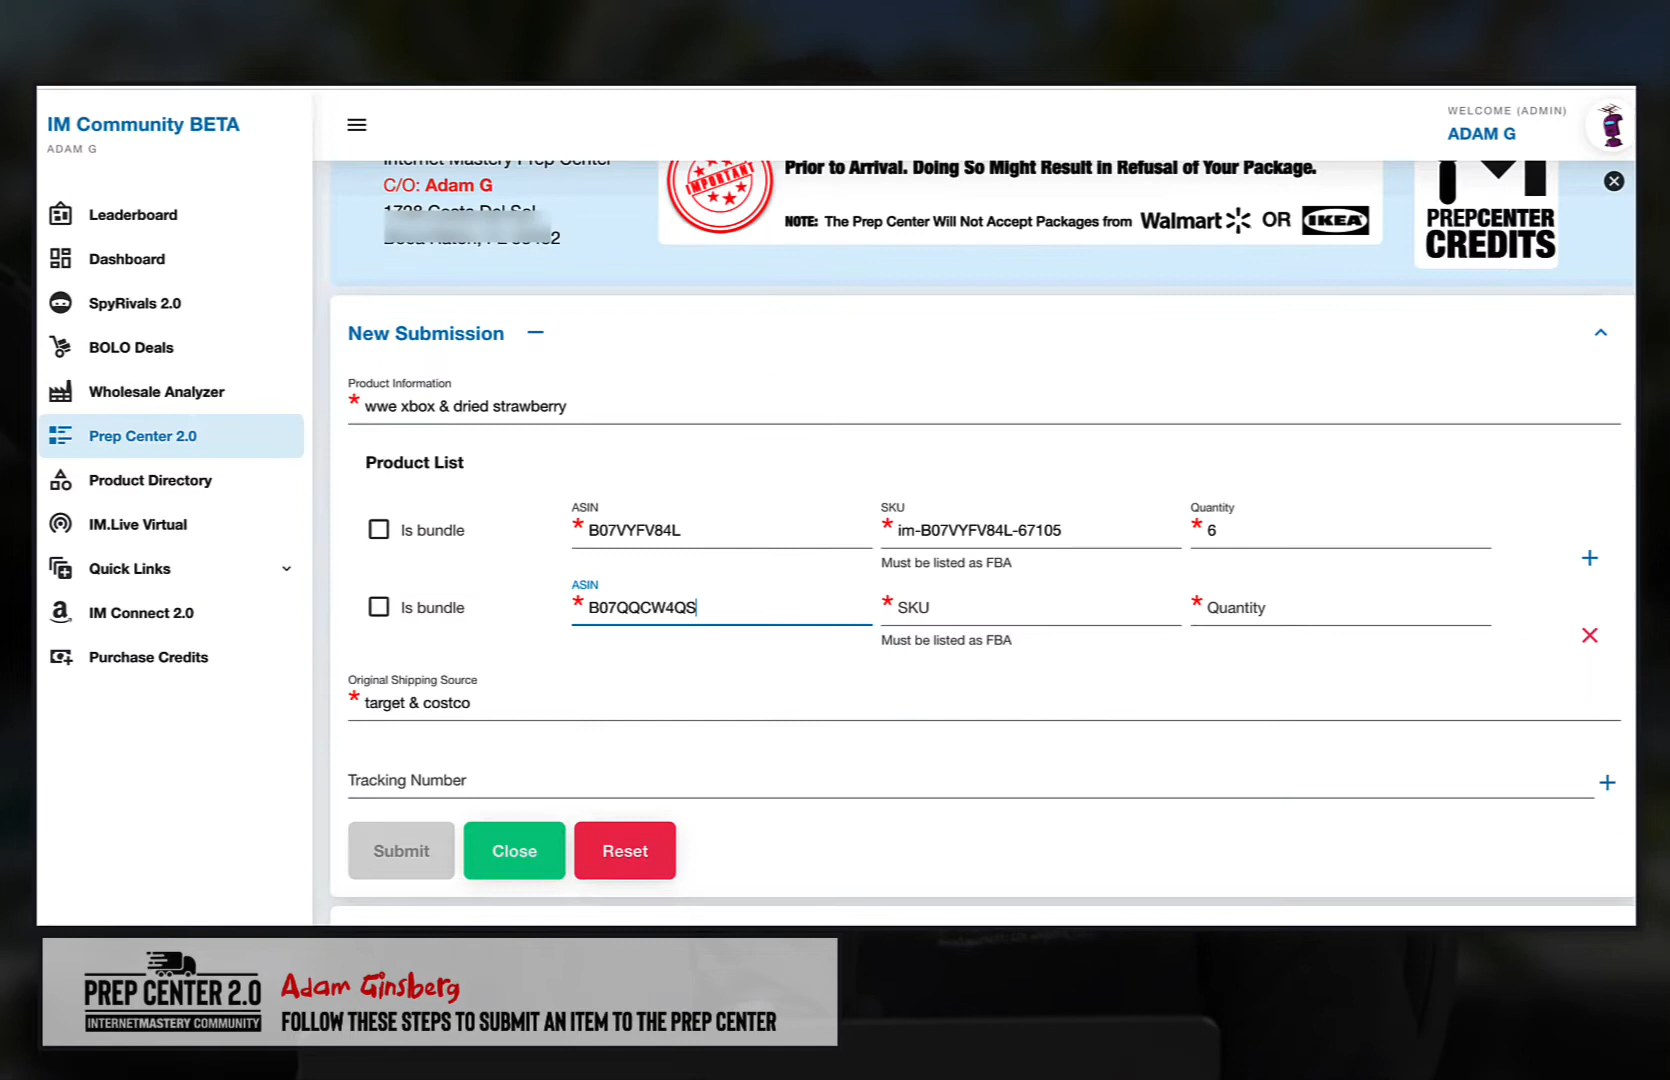 IM Community BETA
ADAM G
WELCOME (ADMIN)
ADAM G
Leaderboard
Dashboard
SpyRivals 2.0
BOLO Deals
Wholesale Analyzer
Prep Center 2.0
Product Directory
IM.Live Virtual
Quick Links
IM Connect 2.0
Purchase Credits
Internet Mastery Prep Center
C/O: Adam G
IMPORTANT
Prior to Arrival. Doing So Might Result in Refusal of Your Package.
NOTE: The Prep Center Will Not Accept Packages from Walmart OR IKEA
PREPCENTER
CREDITS
New Submission
Product Information
* wwe xbox & dried strawberry
Product List
Is bundle
ASIN
* B07VYFV84L
SKU
* im-B07VYFV84L-67105
Must be listed as FBA
Quantity
* 6
Is bundle
ASIN
* B07QQCW4QS
* SKU
Must be listed as FBA
* Quantity
Original Shipping Source
* target & costco
Tracking Number
Submit
Close
Reset
PREP CENTER 2.0
INTERNETMASTERY COMMUNITY
Adam Ginsberg
FOLLOW THESE STEPS TO SUBMIT AN ITEM TO THE PREP CENTER